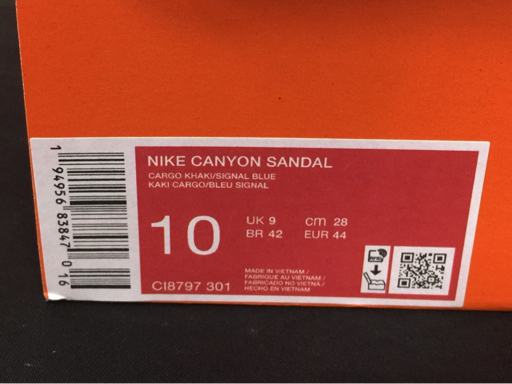 NIKE CANYON SANDAL
CARGO KHAKI/SIGNAL BLUE
KAKI CARGO/BLEU SIGNAL
10
UK 9 cm 28
BR 42 EUR 44
MADE IN VIETNAM /
FABRIQUE AU VIETNAM /
FABRICADO NO VIETNÃ /
HECHO EN VIETNAM
CI8797 301
1 94956 83847 0 16